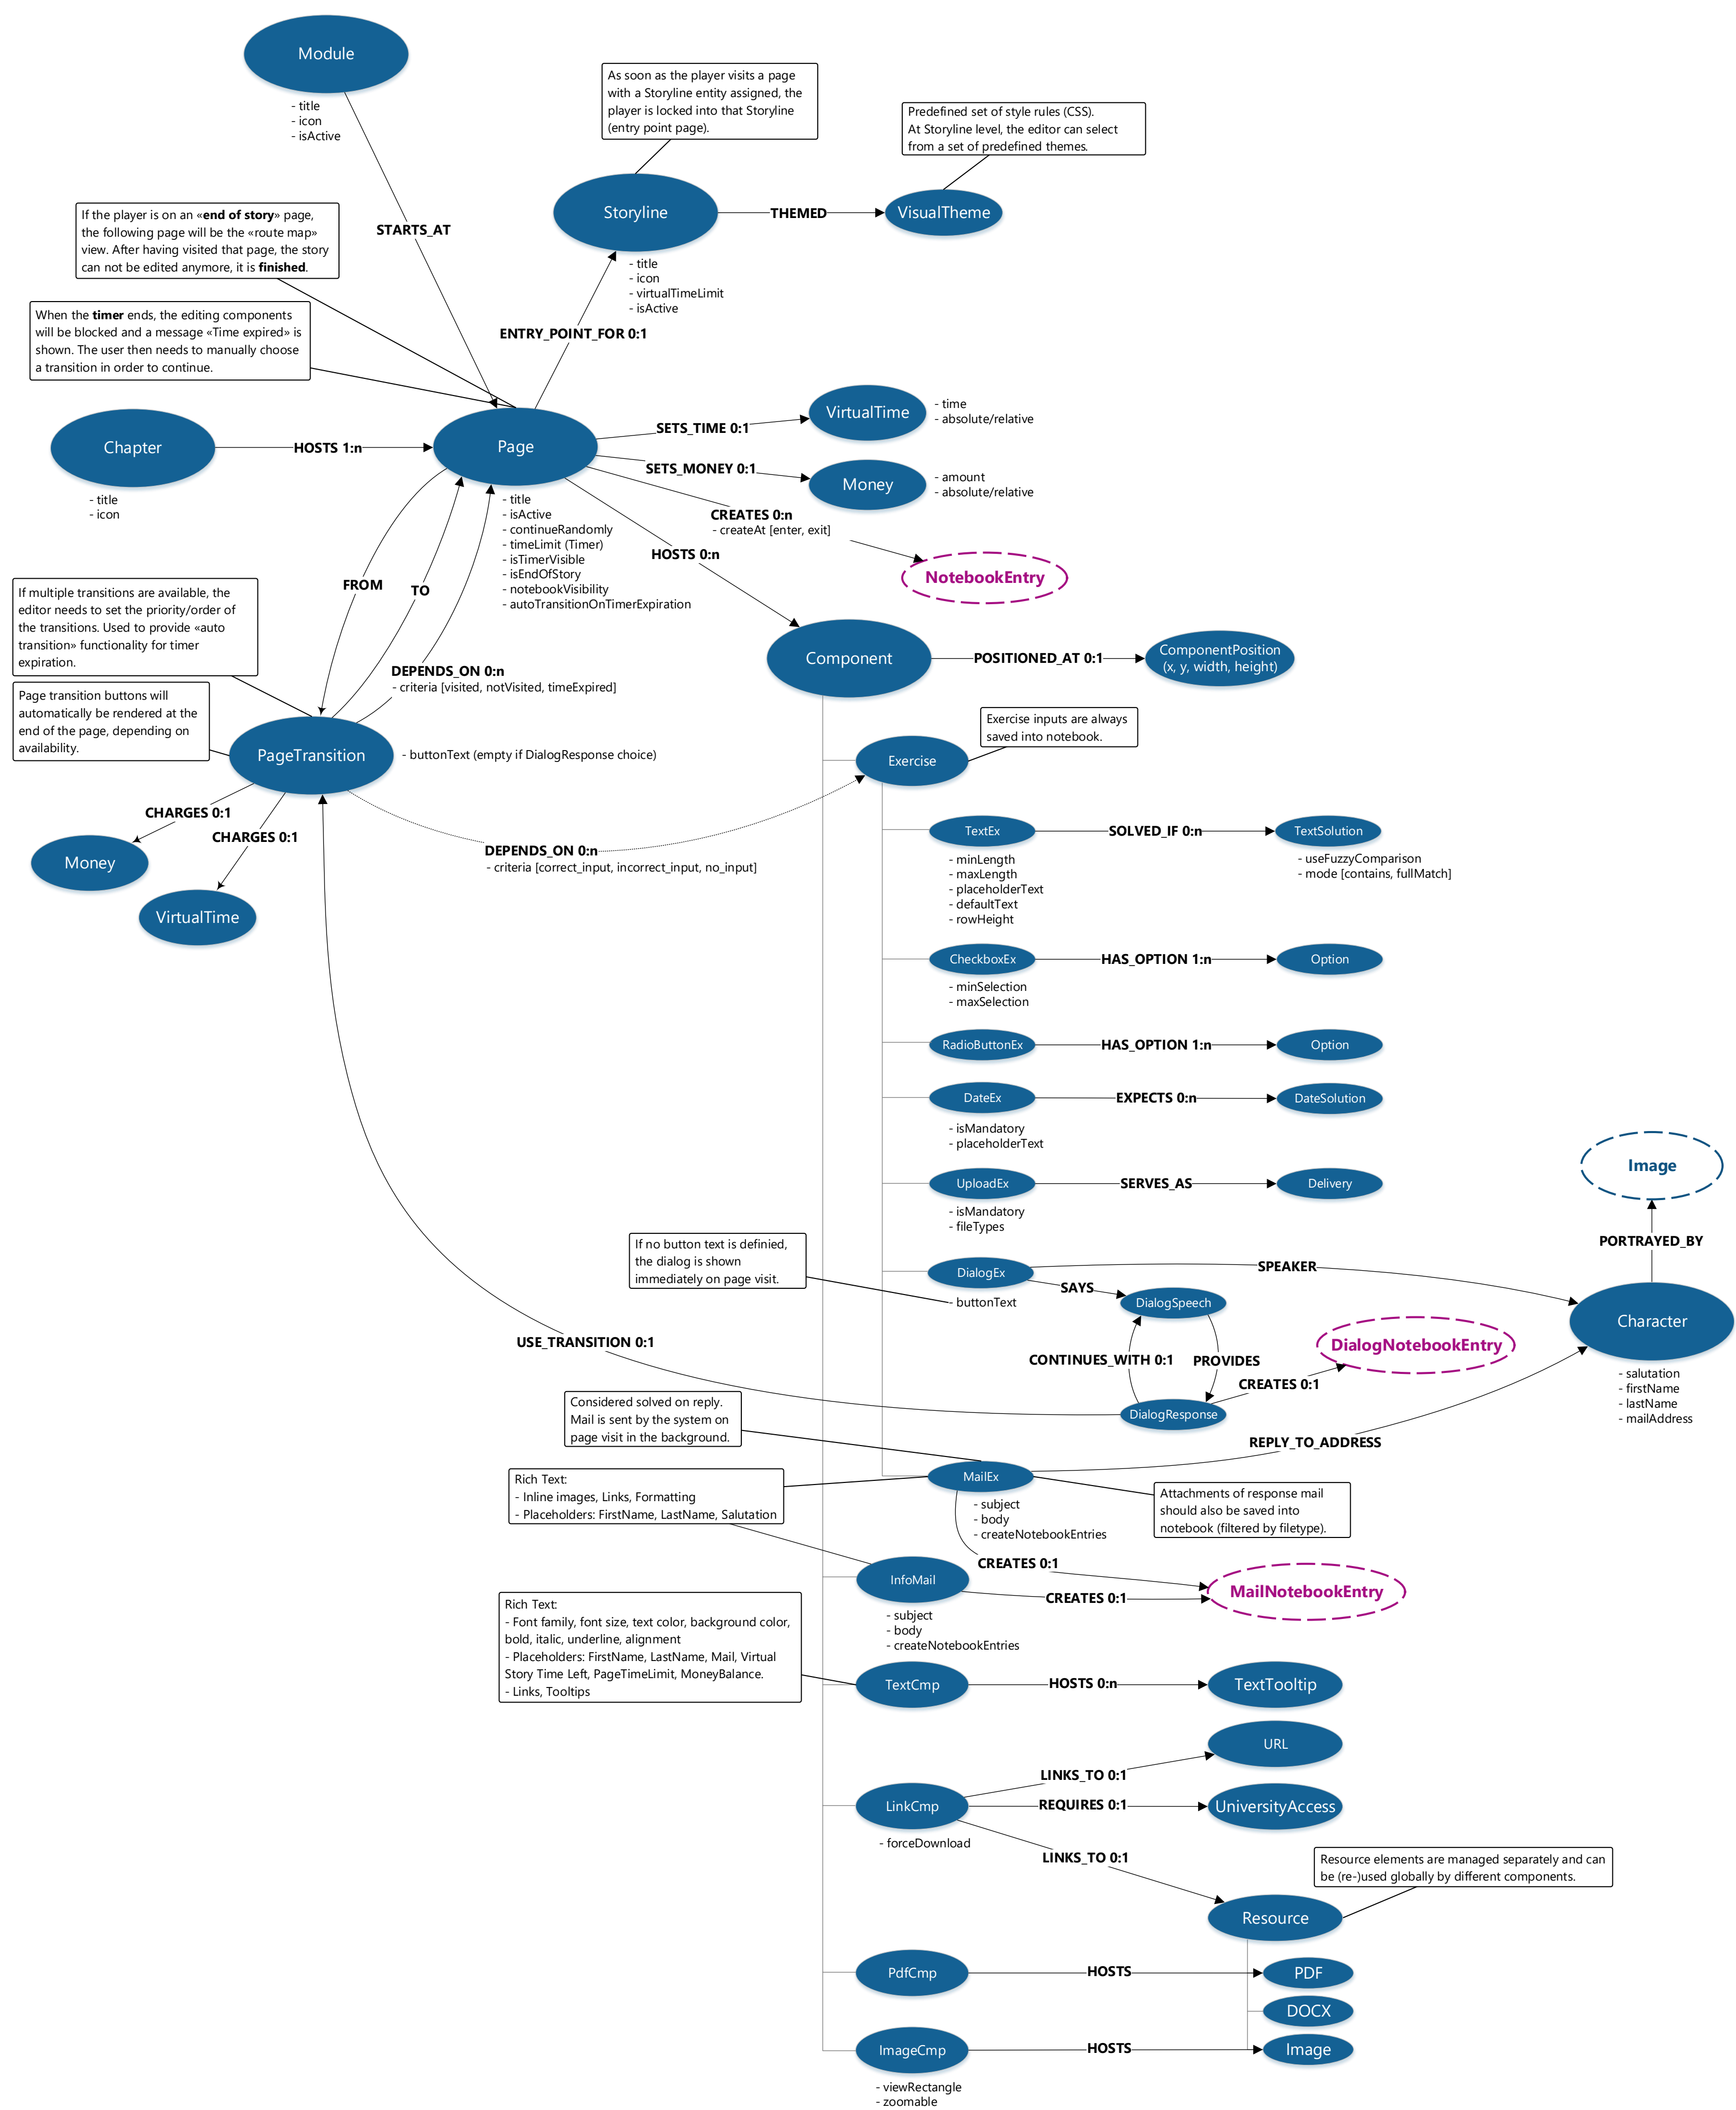 Module
- title
- icon
- isActive
As soon as the player visits a page
with a Storyline entity assigned, the
player is locked into that Storyline
(entry point page).
Predefined set of style rules (CSS).
At Storyline level, the editor can select
from a set of predefined themes.
Storyline
THEMED
VisualTheme
- title
- icon
- virtualTimeLimit
- isActive
STARTS_AT
If the player is on an «end of story» page,
the following page will be the «route map»
view. After having visited that page, the story
can not be edited anymore, it is finished.
When the timer ends, the editing components
will be blocked and a message «Time expired» is
shown. The user then needs to manually choose
a transition in order to continue.
ENTRY_POINT_FOR 0:1
Chapter
- title
- icon
HOSTS 1:n
Page
- title
- isActive
- continueRandomly
- timeLimit (Timer)
- isTimerVisible
- isEndOfStory
- notebookVisibility
- autoTransitionOnTimerExpiration
SETS_TIME 0:1
VirtualTime
- time
- absolute/relative
SETS_MONEY 0:1
Money
- amount
- absolute/relative
CREATES 0:n
- createAt [enter, exit]
NotebookEntry
HOSTS 0:n
FROM
TO
DEPENDS_ON 0:n
- criteria [visited, notVisited, timeExpired]
If multiple transitions are available, the
editor needs to set the priority/order of
the transitions. Used to provide «auto
transition» functionality for timer
expiration.
Page transition buttons will
automatically be rendered at the
end of the page, depending on
availability.
PageTransition
- buttonText (empty if DialogResponse choice)
CHARGES 0:1
CHARGES 0:1
Money
VirtualTime
DEPENDS_ON 0:n
- criteria [correct_input, incorrect_input, no_input]
Component
POSITIONED_AT 0:1
ComponentPosition
(x, y, width, height)
Exercise inputs are always
saved into notebook.
Exercise
TextEx
- minLength
- maxLength
- placeholderText
- defaultText
- rowHeight
SOLVED_IF 0:n
TextSolution
- useFuzzyComparison
- mode [contains, fullMatch]
CheckboxEx
- minSelection
- maxSelection
HAS_OPTION 1:n
Option
RadioButtonEx
HAS_OPTION 1:n
Option
DateEx
- isMandatory
- placeholderText
EXPECTS 0:n
DateSolution
UploadEx
- isMandatory
- fileTypes
SERVES_AS
Delivery
Image
PORTRAYED_BY
If no button text is definied,
the dialog is shown
immediately on page visit.
DialogEx
- buttonText
SPEAKER
SAYS
DialogSpeech
Character
- salutation
- firstName
- lastName
- mailAddress
USE_TRANSITION 0:1
CONTINUES_WITH 0:1
PROVIDES
DialogNotebookEntry
CREATES 0:1
DialogResponse
Considered solved on reply.
Mail is sent by the system on
page visit in the background.
REPLY_TO_ADDRESS
Rich Text:
- Inline images, Links, Formatting
- Placeholders: FirstName, LastName, Salutation
MailEx
- subject
- body
- createNotebookEntries
Attachments of response mail
should also be saved into
notebook (filtered by filetype).
CREATES 0:1
InfoMail
- subject
- body
- createNotebookEntries
CREATES 0:1
MailNotebookEntry
Rich Text:
- Font family, font size, text color, background color,
bold, italic, underline, alignment
- Placeholders: FirstName, LastName, Mail, Virtual
Story Time Left, PageTimeLimit, MoneyBalance.
- Links, Tooltips
TextCmp
HOSTS 0:n
TextTooltip
URL
LINKS_TO 0:1
LinkCmp
- forceDownload
REQUIRES 0:1
UniversityAccess
LINKS_TO 0:1
Resource elements are managed separately and can
be (re-)used globally by different components.
Resource
PdfCmp
HOSTS
PDF
DOCX
ImageCmp
- viewRectangle
- zoomable
HOSTS
Image